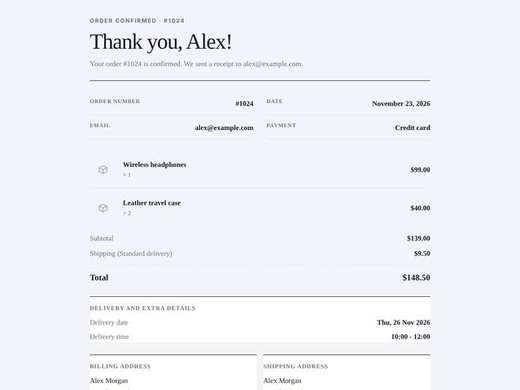 ORDER CONFIRMED · #1024
Thank you, Alex!
Your order #1024 is confirmed. We sent a receipt to alex@example.com.
ORDER NUMBER #1024 DATE November 23, 2026
EMAIL alex@example.com PAYMENT Credit card
Wireless headphones $99.00
× 1
Leather travel case $40.00
× 2
Subtotal $139.00
Shipping (Standard delivery) $9.50
Total $148.50
DELIVERY AND EXTRA DETAILS
Delivery date Thu, 26 Nov 2026
Delivery time 10:00 - 12:00
BILLING ADDRESS SHIPPING ADDRESS
Alex Morgan Alex Morgan